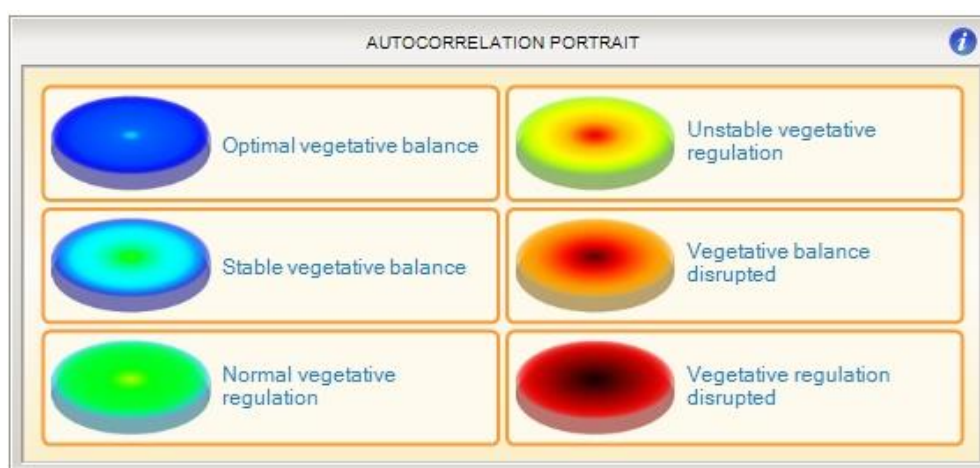 AUTOCORRELATION PORTRAIT
i
Optimal vegetative balance
Unstable vegetative
regulation
Stable vegetative balance
Vegetative balance
disrupted
Normal vegetative
regulation
Vegetative regulation
disrupted